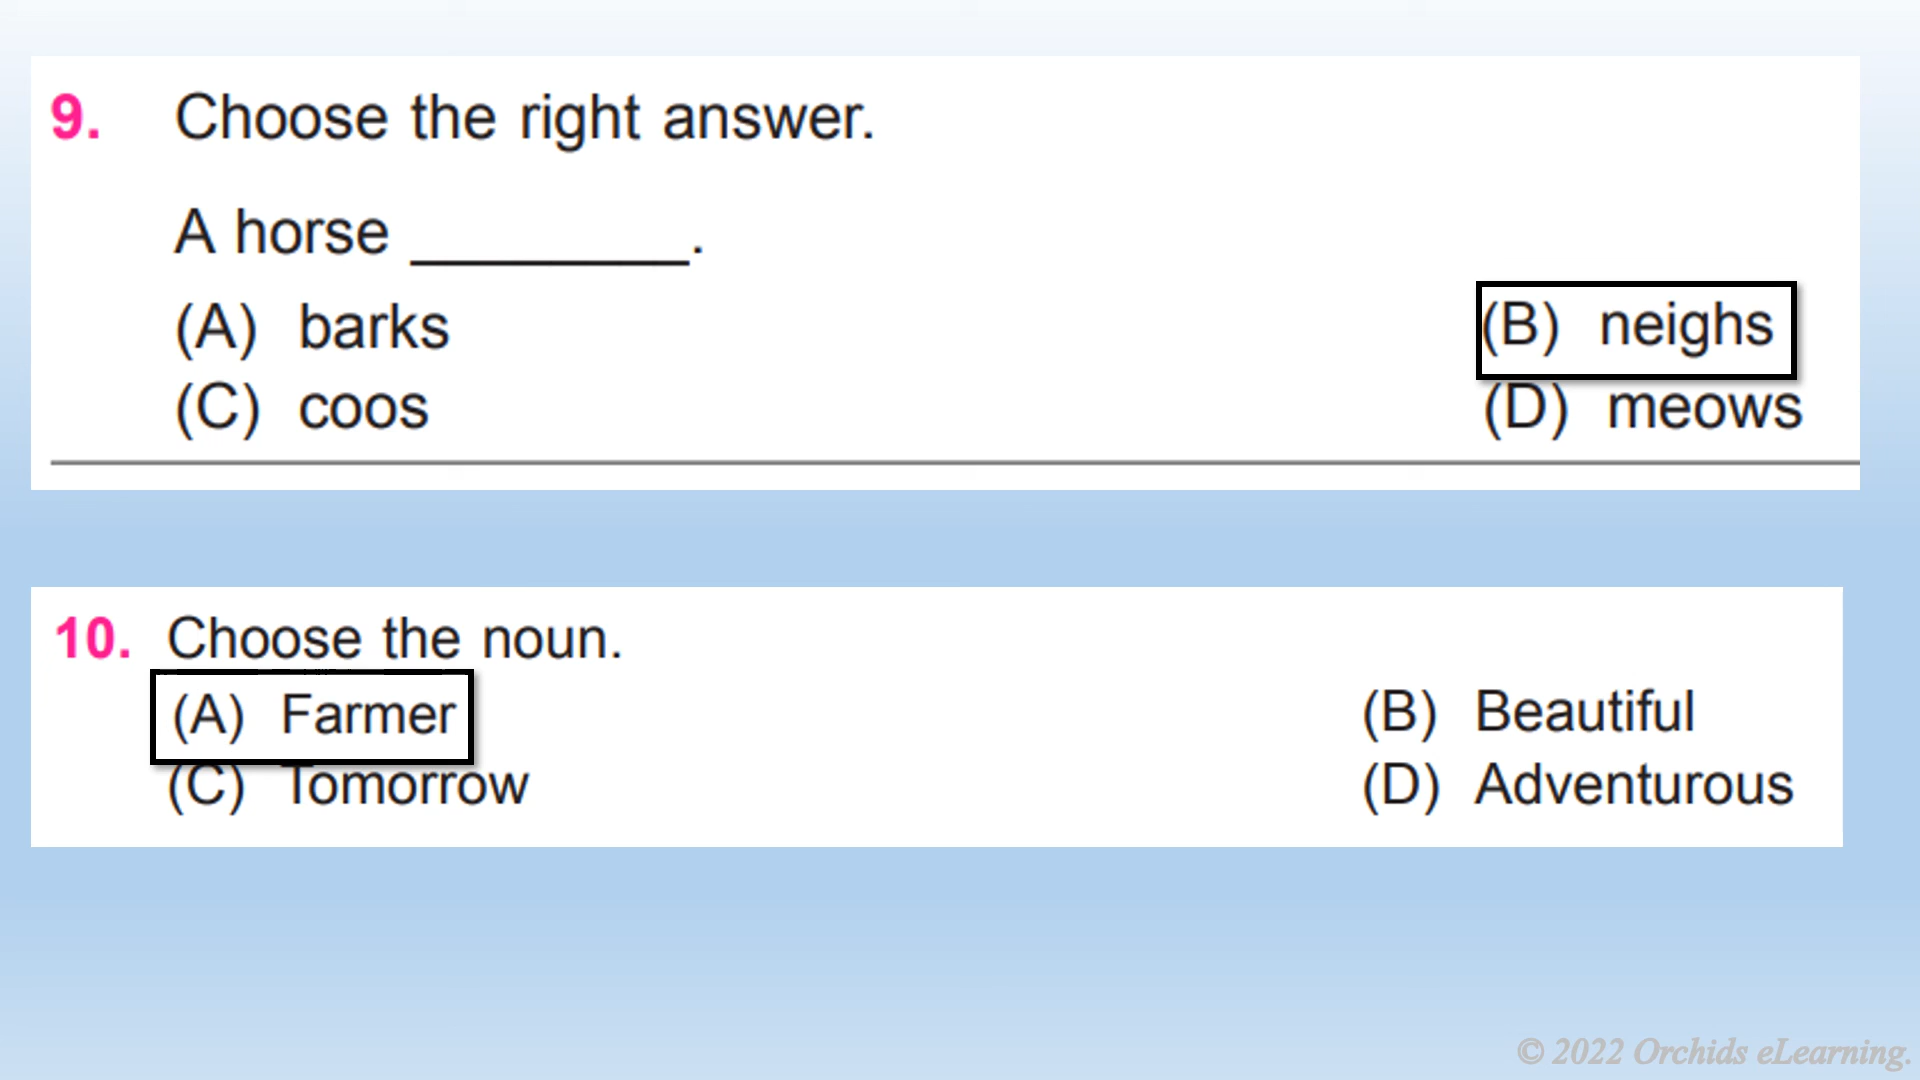 9. Choose the right answer.
A horse ________.
(A) barks (B) neighs
(C) coos (D) meows
10. Choose the noun.
(A) Farmer (B) Beautiful
(C) Tomorrow (D) Adventurous
© 2022 Orchids eLearning.